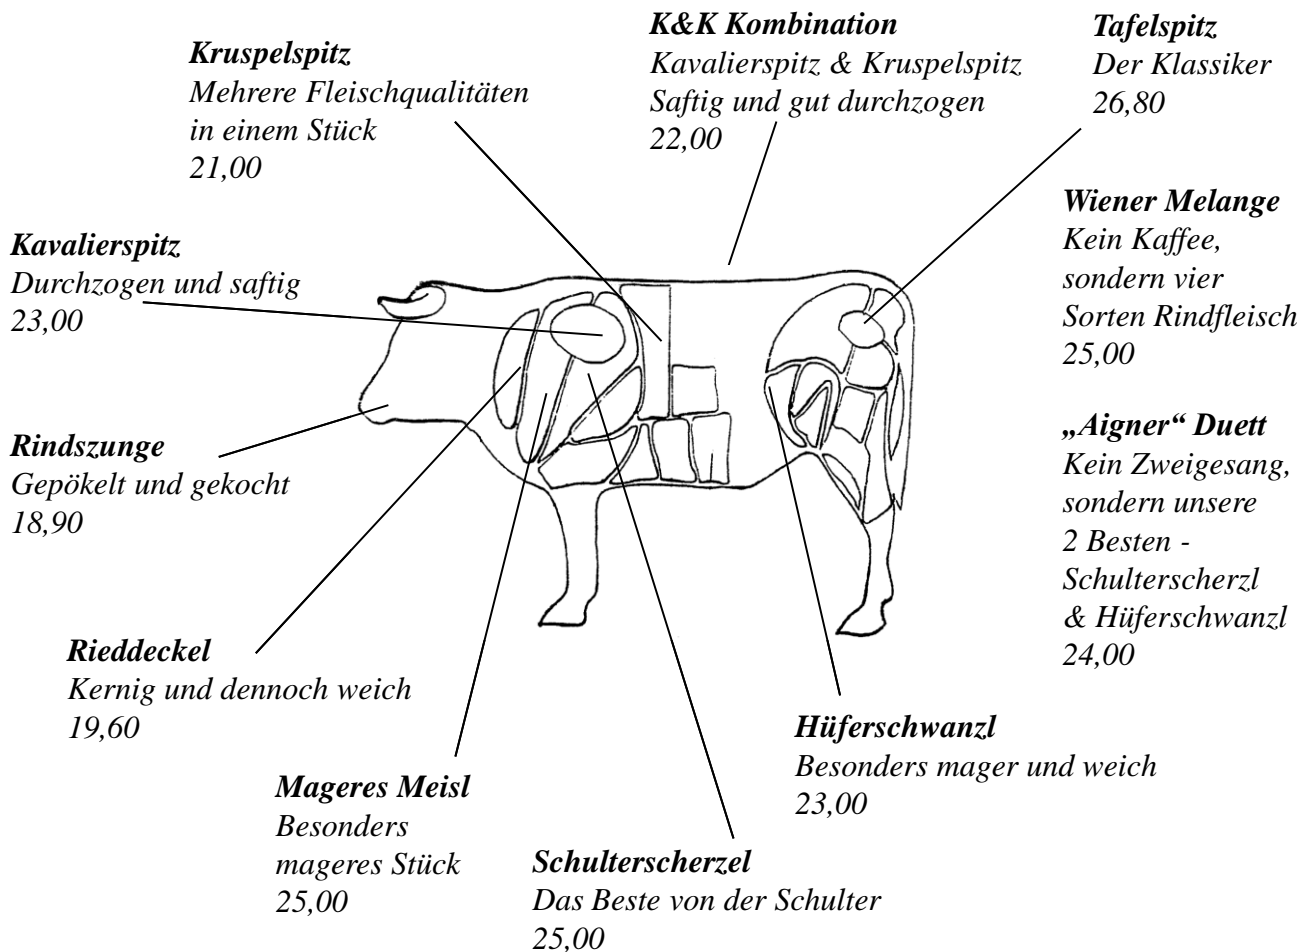 K&K Kombination
Kavalierspitz & Kruspelspitz
Saftig und gut durchzogen
22,00
Tafelspitz
Der Klassiker
26,80
Kruspelspitz
Mehrere Fleischqualitäten
in einem Stück
21,00
Wiener Melange
Kein Kaffee,
sondern vier
Sorten Rindfleisch
25,00
Kavalierspitz
Durchzogen und saftig
23,00
„Aigner“ Duett
Kein Zweigesang,
sondern unsere
2 Besten -
Schulterscherzl
& Hüferschwanzl
24,00
Rindszunge
Gepökelt und gekocht
18,90
Rieddeckel
Kernig und dennoch weich
19,60
Hüferschwanzl
Besonders mager und weich
23,00
Mageres Meisl
Besonders
mageres Stück
25,00
Schulterscherzel
Das Beste von der Schulter
25,00